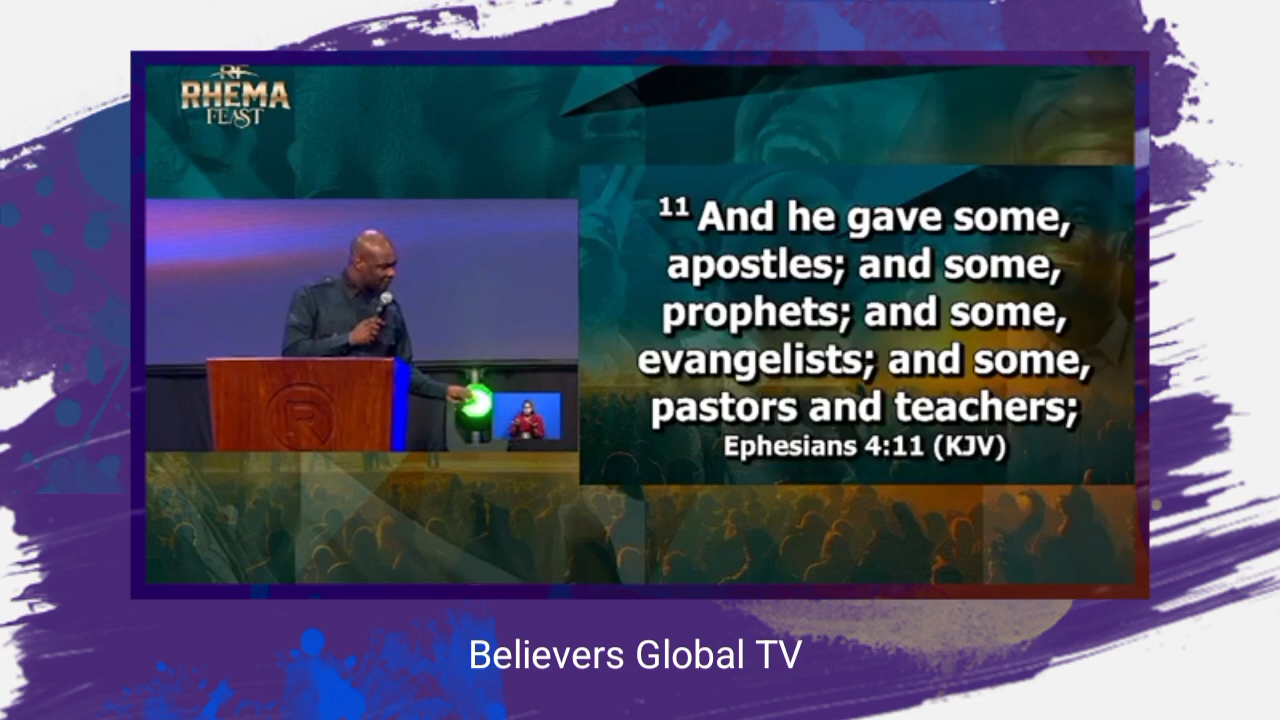 RF
RHEMA
FEAST
11 And he gave some,
apostles; and some,
prophets; and some,
evangelists; and some,
pastors and teachers;
Ephesians 4:11 (KJV)
R
Believers Global TV